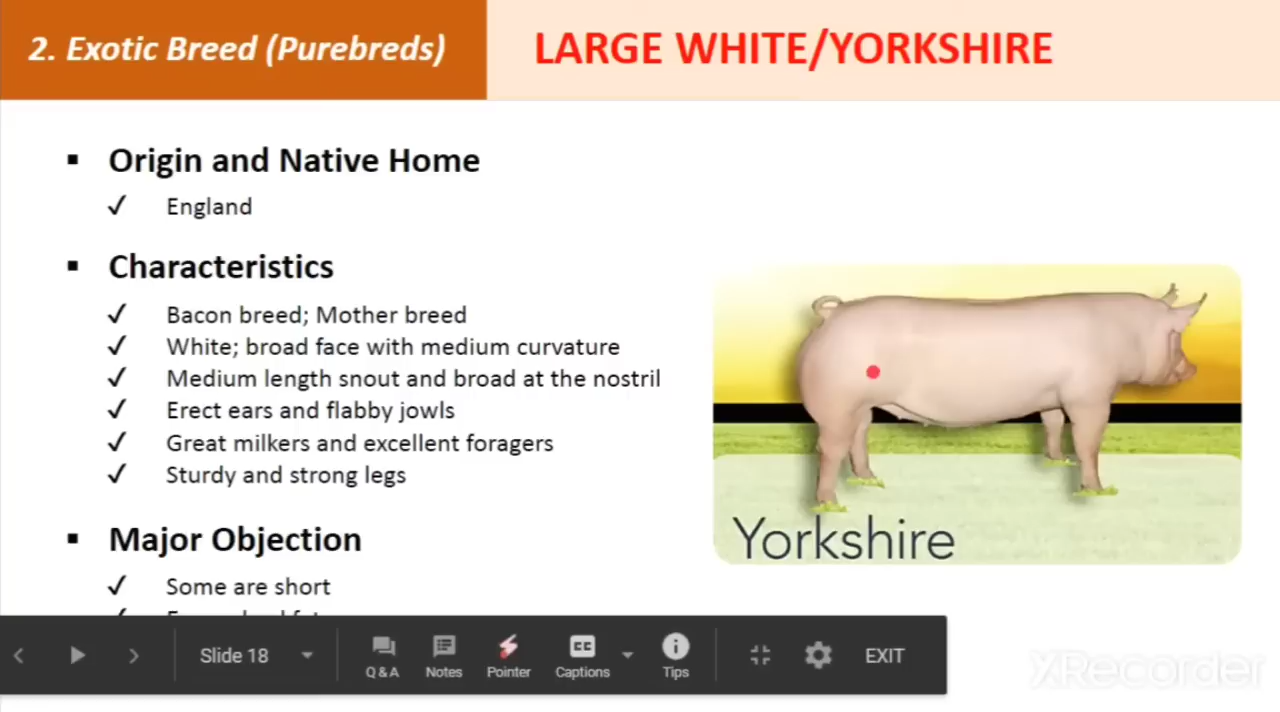 2. Exotic Breed (Purebreds)
LARGE WHITE/YORKSHIRE
▪ Origin and Native Home
✓ England
▪ Characteristics
✓ Bacon breed; Mother breed
✓ White; broad face with medium curvature
✓ Medium length snout and broad at the nostril
✓ Erect ears and flabby jowls
✓ Great milkers and excellent foragers
✓ Sturdy and strong legs
▪ Major Objection
✓ Some are short
Yorkshire
Slide 18
Q&A
Notes
Pointer
CC
Captions
Tips
EXIT
XRecorder